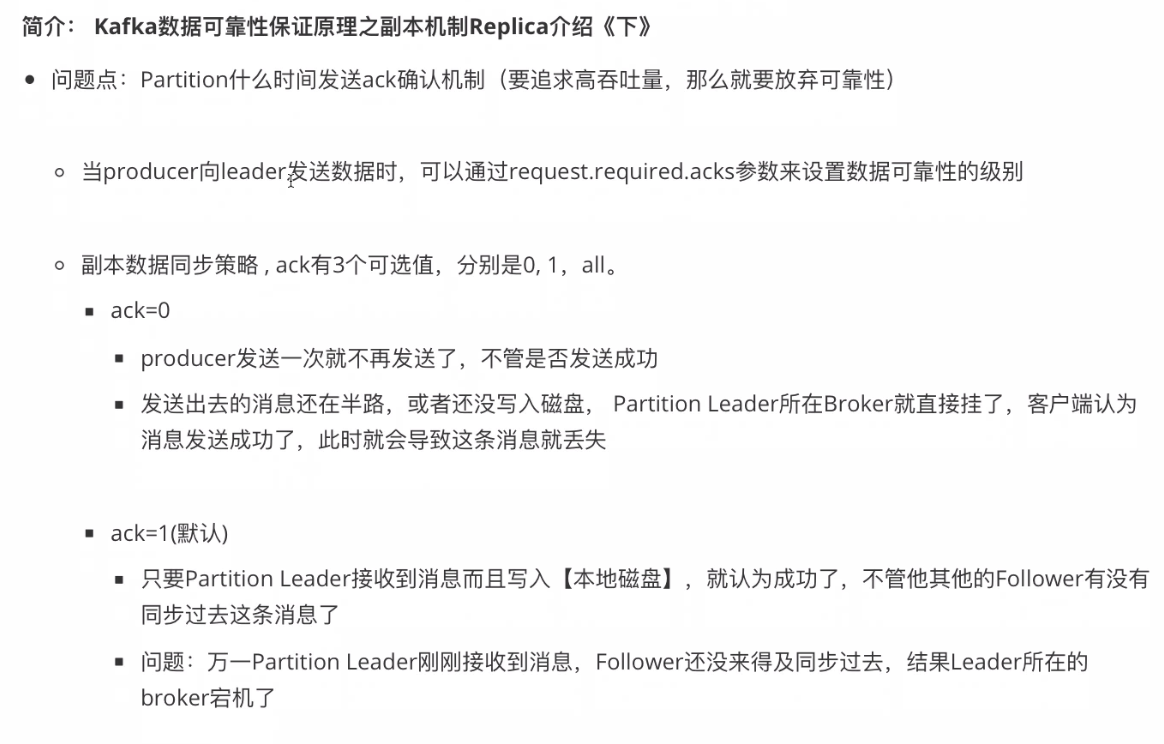 简介： Kafka数据可靠性保证原理之副本机制Replica介绍《下》
问题点：Partition什么时间发送ack确认机制（要追求高吞吐量，那么就要放弃可靠性）
当producer向leader发送数据时，可以通过request.required.acks参数来设置数据可靠性的级别
副本数据同步策略 , ack有3个可选值，分别是0, 1，all。
ack=0
producer发送一次就不再发送了，不管是否发送成功
发送出去的消息还在半路，或者还没写入磁盘， Partition Leader所在Broker就直接挂了，客户端认为
消息发送成功了，此时就会导致这条消息就丢失
ack=1(默认)
只要Partition Leader接收到消息而且写入【本地磁盘】，就认为成功了，不管他其他的Follower有没有
同步过去这条消息了
问题：万一Partition Leader刚刚接收到消息，Follower还没来得及同步过去，结果Leader所在的
broker宕机了